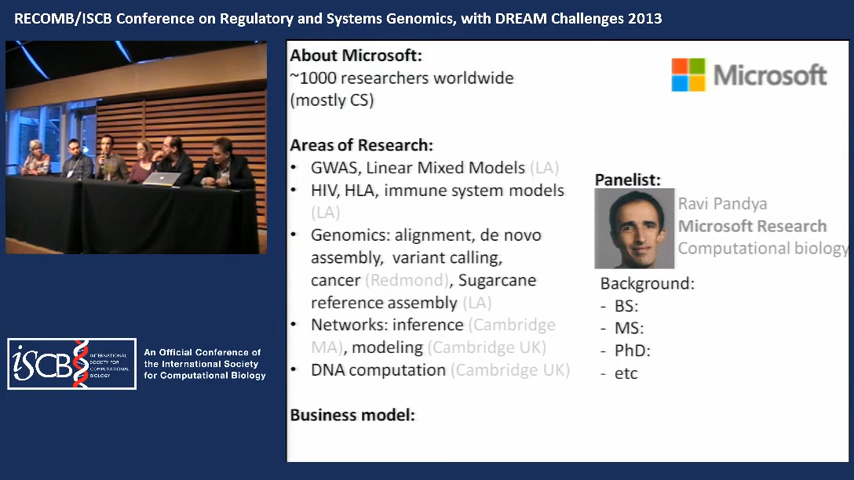 RECOMB/ISCB Conference on Regulatory and Systems Genomics, with DREAM Challenges 2013
About Microsoft:
~1000 researchers worldwide
(mostly CS)
Microsoft
Areas of Research:
• GWAS, Linear Mixed Models (LA)
• HIV, HLA, immune system models
(LA)
• Genomics: alignment, de novo
assembly, variant calling,
cancer (Redmond), Sugarcane
reference assembly (LA)
• Networks: inference (Cambridge
MA), modeling (Cambridge UK)
• DNA computation (Cambridge UK)
Business model:
Panelist:
Ravi Pandya
Microsoft Research
Computational biology
Background:
- BS:
- MS:
- PhD:
- etc
iSCB
INTERNATIONAL
SOCIETY FOR
COMPUTATIONAL
BIOLOGY
An Official Conference of
the International Society
for Computational Biology